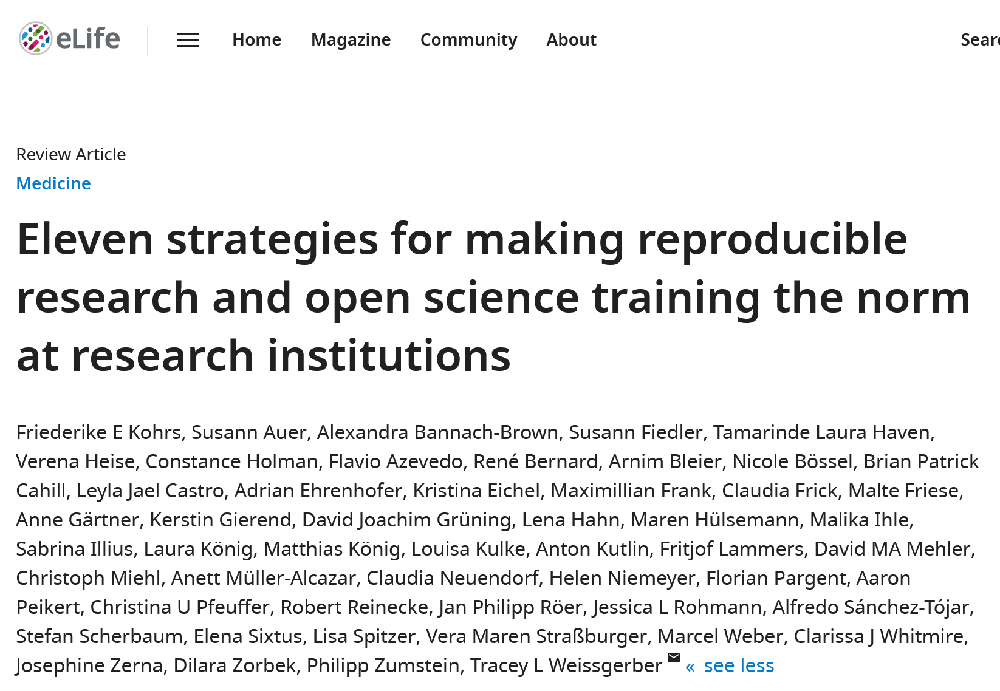 eLife
Home Magazine Community About
Review Article
Medicine
Eleven strategies for making reproducible
research and open science training the norm
at research institutions
Friederike E Kohrs, Susann Auer, Alexandra Bannach-Brown, Susann Fiedler, Tamarinde Laura Haven,
Verena Heise, Constance Holman, Flavio Azevedo, René Bernard, Arnim Bleier, Nicole Bössel, Brian Patrick
Cahill, Leyla Jael Castro, Adrian Ehrenhofer, Kristina Eichel, Maximillian Frank, Claudia Frick, Malte Friese,
Anne Gärtner, Kerstin Gierend, David Joachim Grüning, Lena Hahn, Maren Hülsemann, Malika Ihle,
Sabrina Illius, Laura König, Matthias König, Louisa Kulke, Anton Kutlin, Fritjof Lammers, David MA Mehler,
Christoph Miehl, Anett Müller-Alcazar, Claudia Neuendorf, Helen Niemeyer, Florian Pargent, Aaron
Peikert, Christina U Pfeuffer, Robert Reinecke, Jan Philipp Röer, Jessica L Rohmann, Alfredo Sánchez-Tójar,
Stefan Scherbaum, Elena Sixtus, Lisa Spitzer, Vera Maren Straßburger, Marcel Weber, Clarissa J Whitmire,
Josephine Zerna, Dilara Zorbek, Philipp Zumstein, Tracey L Weissgerber « see less